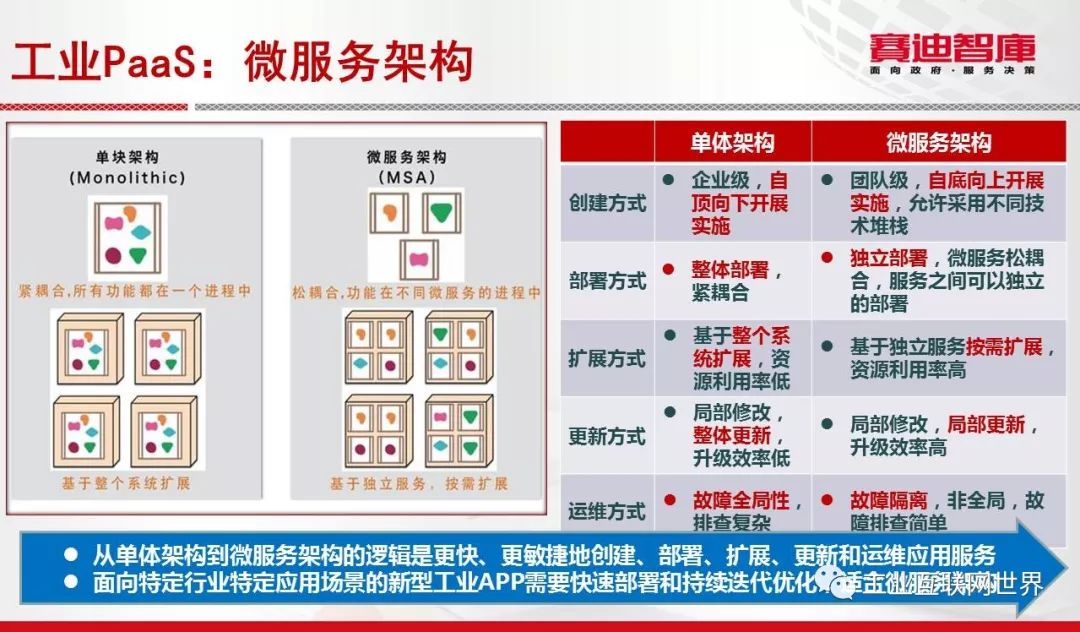 工业PaaS：微服务架构
赛迪智库
面向政府·服务决策
单块架构
(Monolithic)
紧耦合,所有功能都在一个进程中
基于整个系统扩展
微服务架构
(MSA)
松耦合,功能在不同微服务的进程中
基于独立服务，按需扩展
单体架构
微服务架构
创建方式
企业级，自
顶向下开展
实施
团队级，自底向上开展
实施，允许采用不同技
术堆栈
部署方式
整体部署，
紧耦合
独立部署，微服务松耦
合，服务之间可以独立
的部署
扩展方式
基于整个系
统扩展，资
源利用率低
基于独立服务按需扩展，
资源利用率高
更新方式
局部修改，
整体更新，
升级效率低
局部修改，局部更新，
升级效率高
运维方式
故障全局性，
排查复杂
故障隔离，非全局，故
障排查简单
从单体架构到微服务架构的逻辑是更快、更敏捷地创建、部署、扩展、更新和运维应用服务
面向特定行业特定应用场景的新型工业APP需要快速部署和持续迭代优化
工业互联网世界